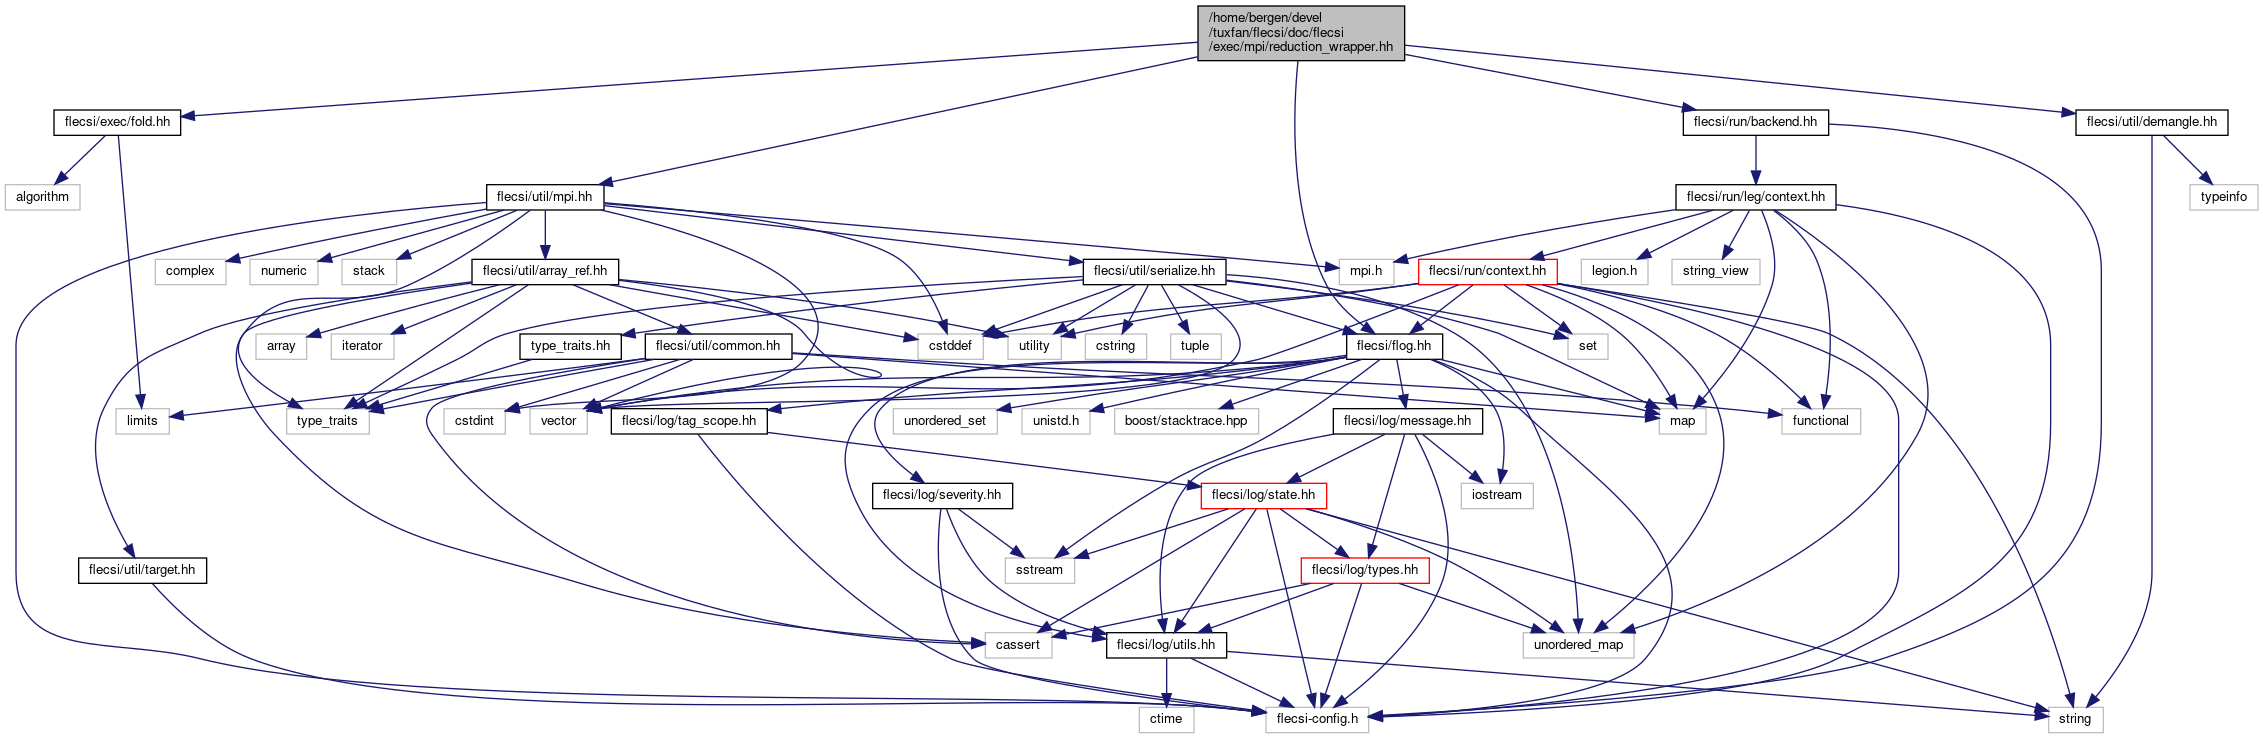 /home/bergen/devel
/tuxfan/flecsi/doc/flecsi
/exec/mpi/reduction_wrapper.hh
flecsi/exec/fold.hh
flecsi/run/backend.hh
flecsi/util/demangle.hh
algorithm
flecsi/util/mpi.hh
flecsi/run/leg/context.hh
typeinfo
complex
numeric
stack
flecsi/util/array_ref.hh
flecsi/util/serialize.hh
mpi.h
flecsi/run/context.hh
legion.h
string_view
array
iterator
type_traits.hh
flecsi/util/common.hh
cstddef
utility
cstring
tuple
flecsi/flog.hh
set
limits
type_traits
cstdint
vector
flecsi/log/tag_scope.hh
unordered_set
unistd.h
boost/stacktrace.hpp
flecsi/log/message.hh
map
functional
flecsi/log/severity.hh
flecsi/log/state.hh
iostream
flecsi/util/target.hh
sstream
flecsi/log/types.hh
cassert
flecsi/log/utils.hh
unordered_map
ctime
flecsi-config.h
string